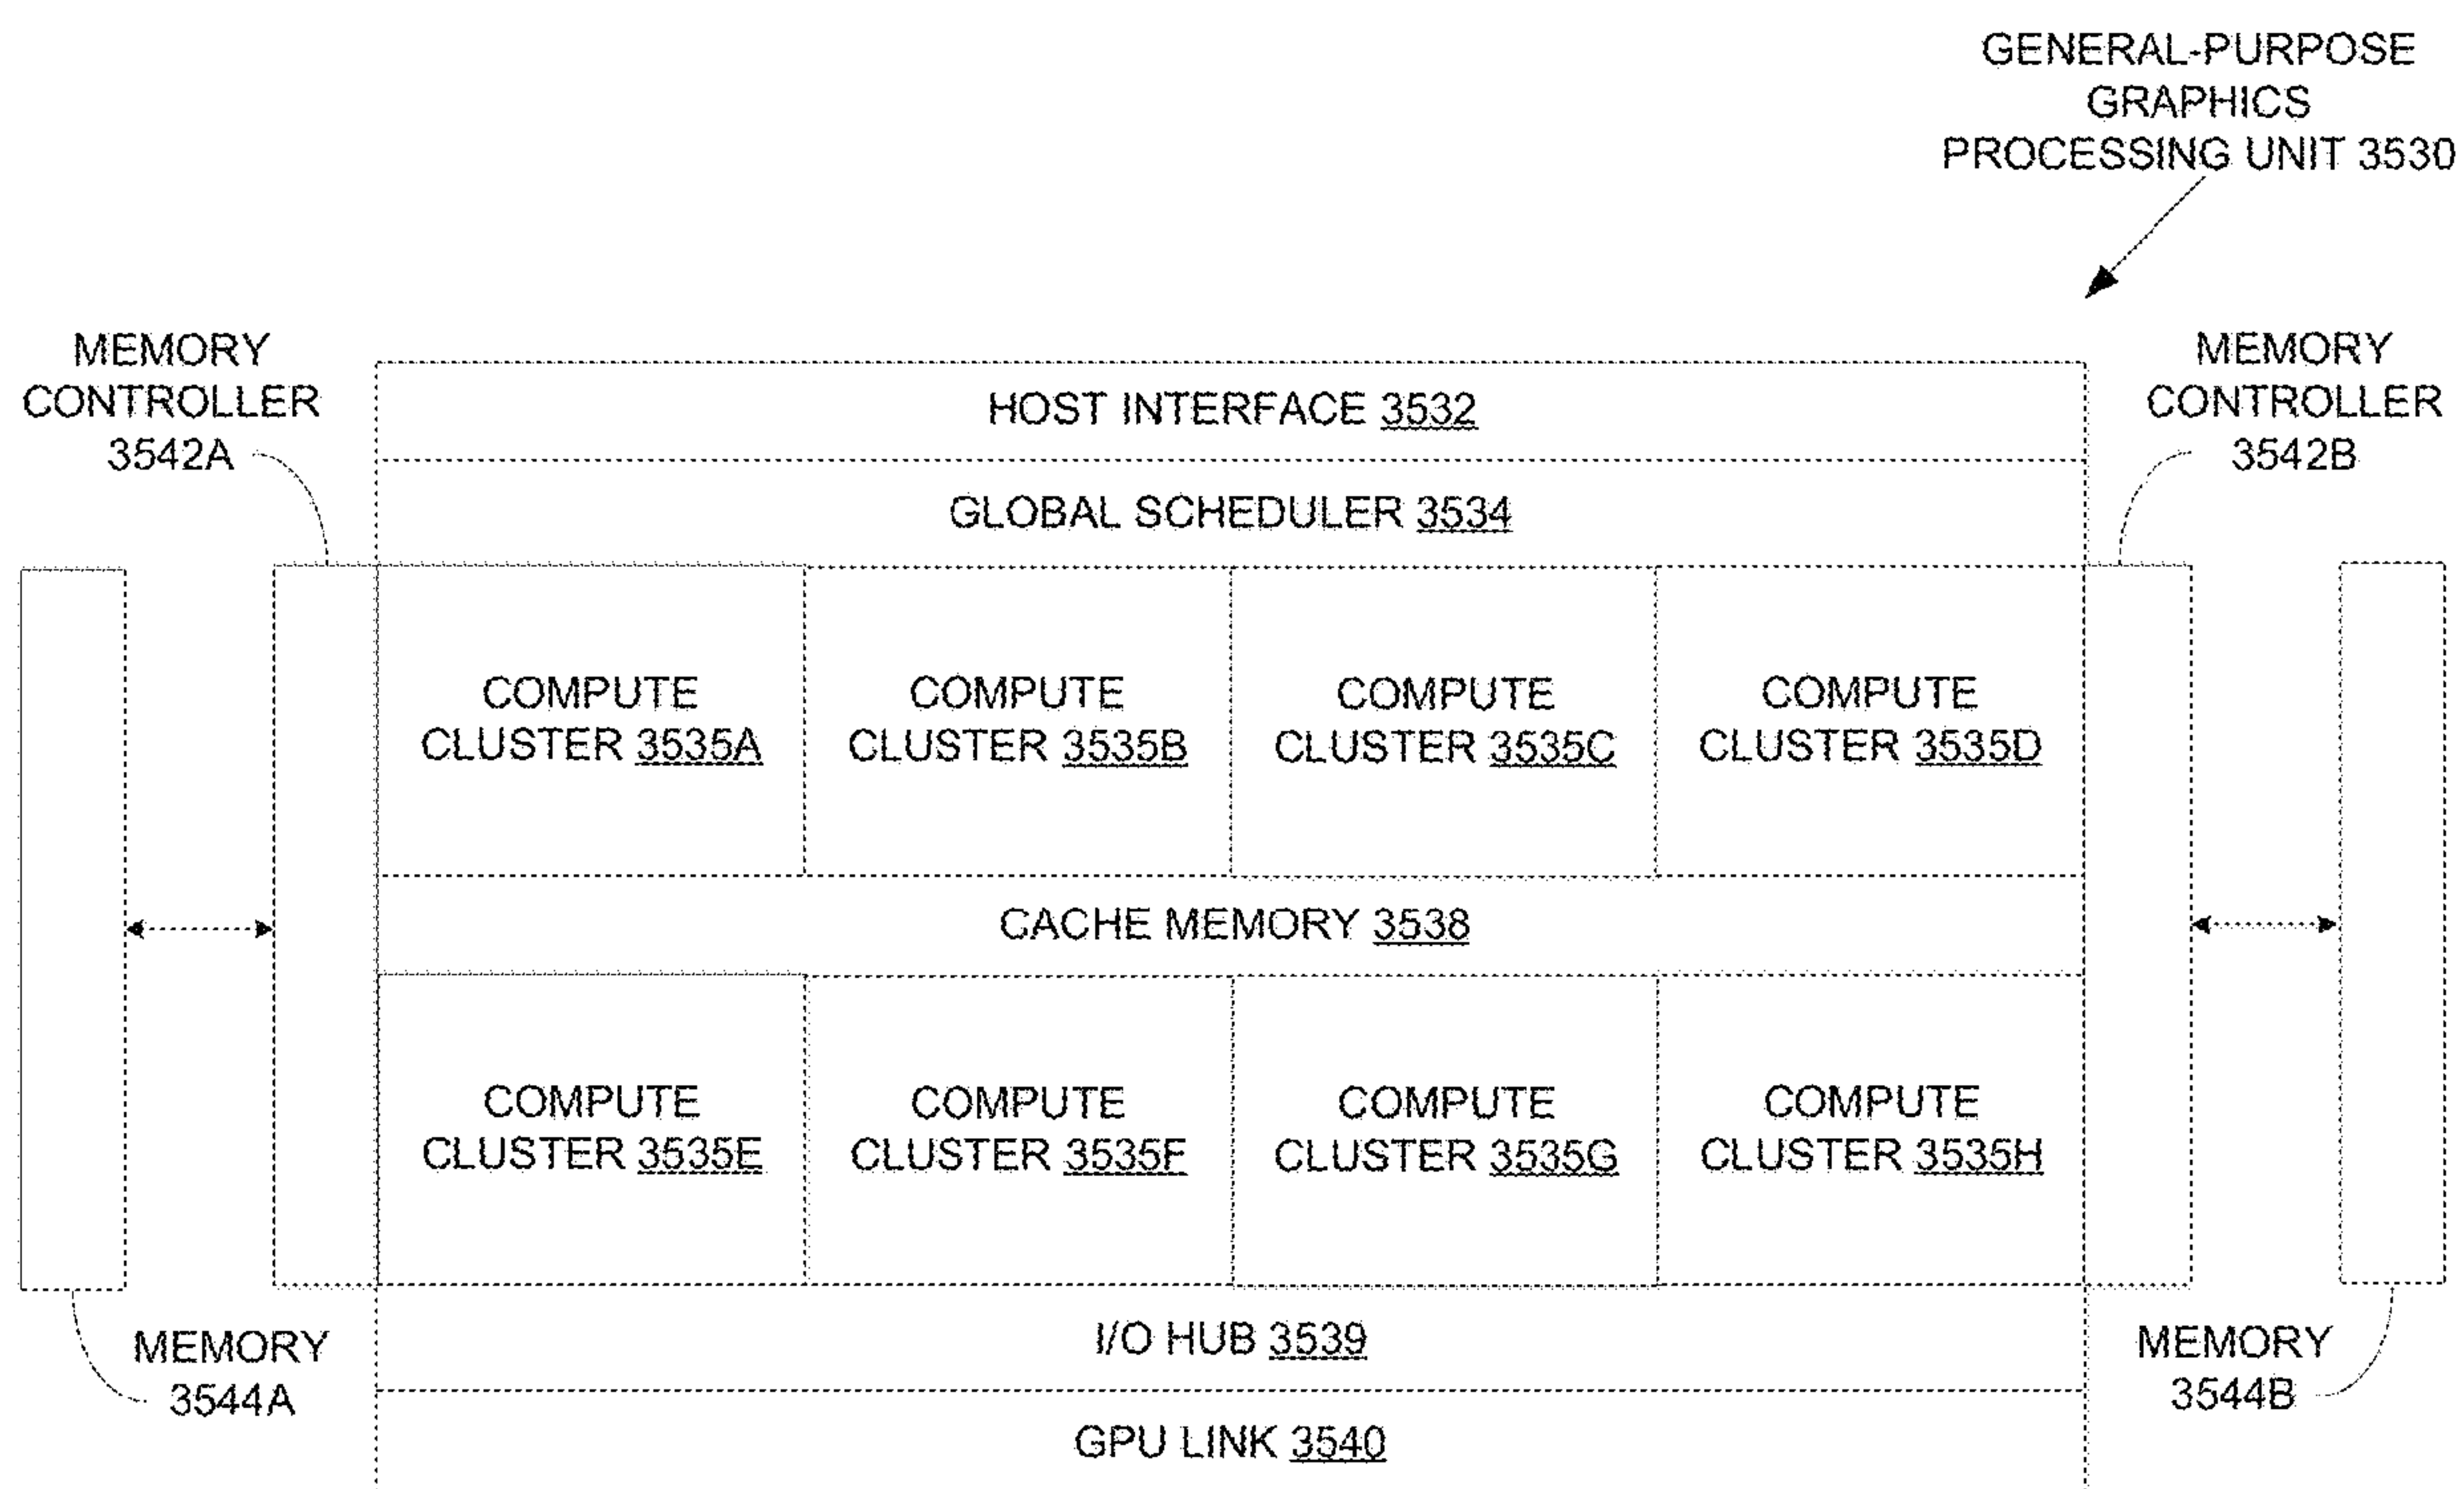 GENERAL-PURPOSE
GRAPHICS
PROCESSING UNIT 3530
MEMORY
CONTROLLER
3542A
MEMORY
CONTROLLER
3542B
HOST INTERFACE 3532
GLOBAL SCHEDULER 3534
COMPUTE
CLUSTER 3535A
COMPUTE
CLUSTER 3535B
COMPUTE
CLUSTER 3535C
COMPUTE
CLUSTER 3535D
CACHE MEMORY 3538
COMPUTE
CLUSTER 3535E
COMPUTE
CLUSTER 3535F
COMPUTE
CLUSTER 3535G
COMPUTE
CLUSTER 3535H
I/O HUB 3539
MEMORY
3544A
MEMORY
3544B
GPU LINK 3540